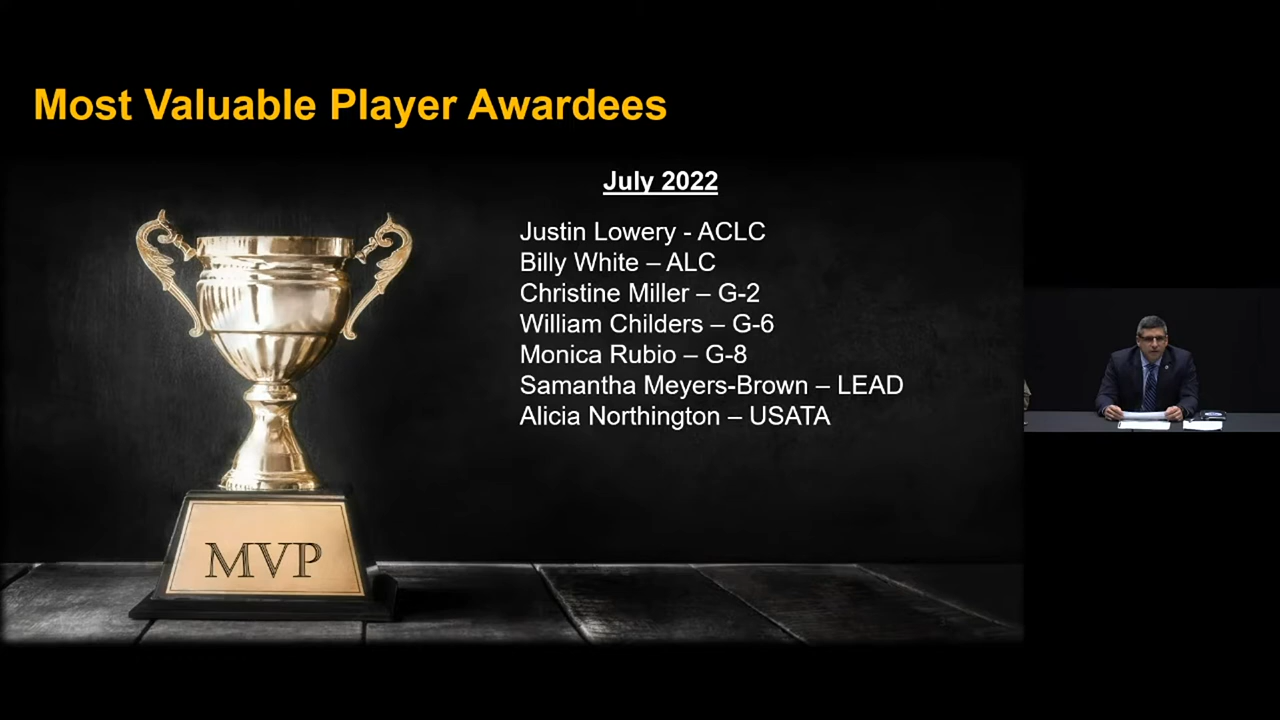 Most Valuable Player Awardees
July 2022
Justin Lowery - ACLC
Billy White – ALC
Christine Miller – G-2
William Childers – G-6
Monica Rubio – G-8
Samantha Meyers-Brown – LEAD
Alicia Northington – USATA
MVP